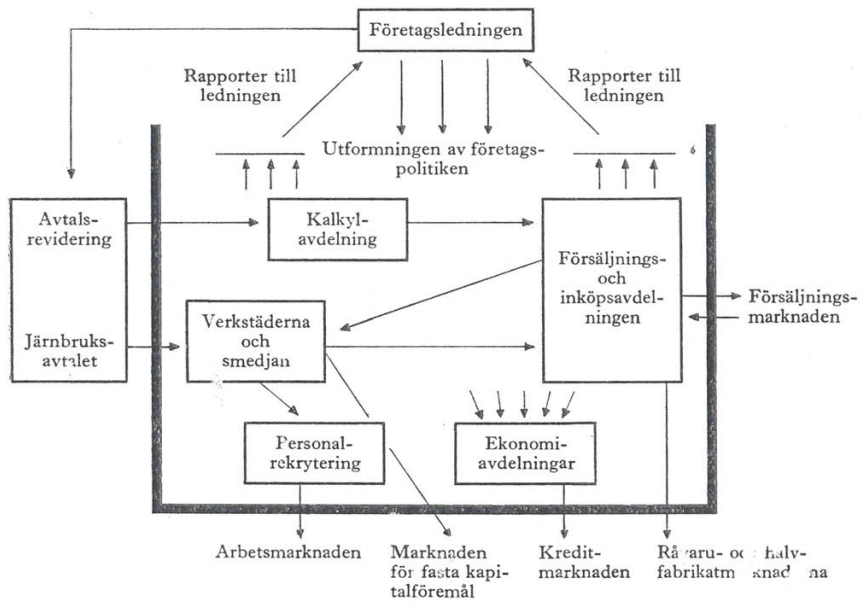 Företagsledningen
Rapporter till
ledningen
Rapporter till
ledningen
Utformningen av företags-
politiken
Avtals-
revidering
Järnbruks-
avtalet
Kalkyl-
avdelning
Försäljnings-
och
inköpsavdel-
ningen
Försäljnings-
marknaden
Verkstäderna
och
smedjan
Personal-
rekrytering
Ekonomi-
avdelningar
Arbetsmarknaden
Marknaden
för fasta kapi-
talföremål
Kredit-
marknaden